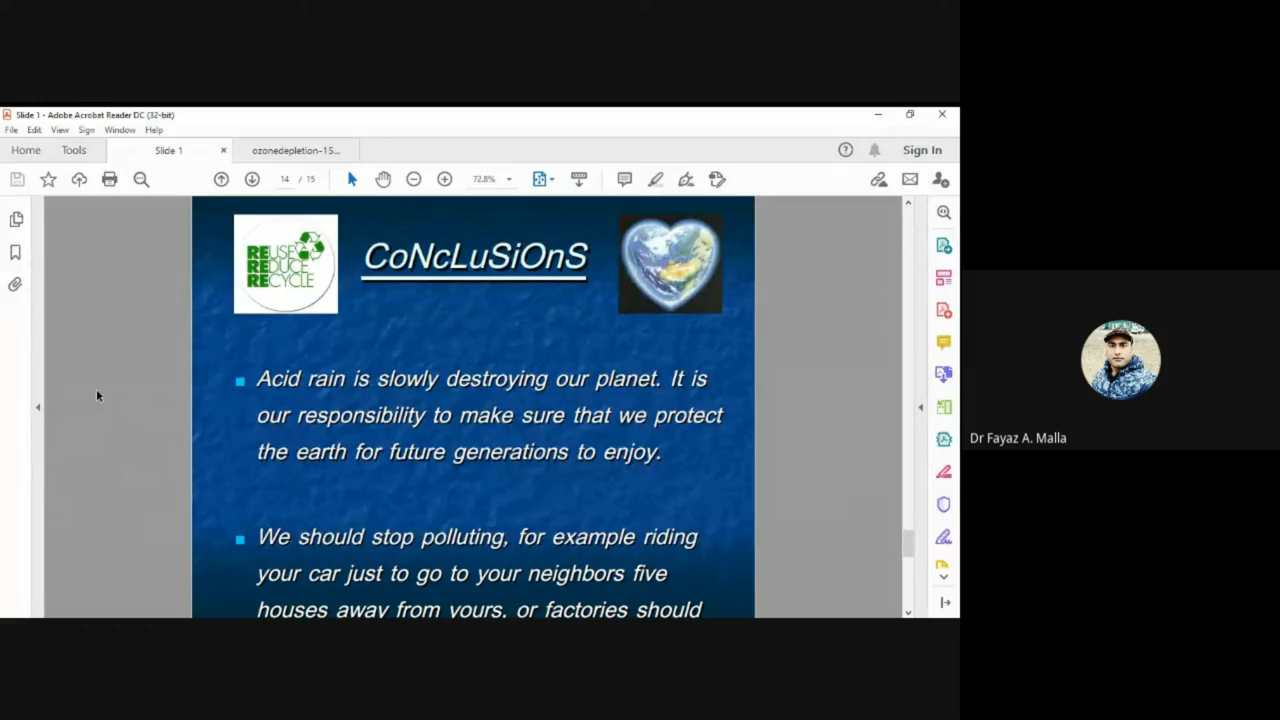 Slide 1 - Adobe Acrobat Reader DC (32-bit)
File Edit View Sign Window Help
Home Tools Slide 1 ozonedepletion-15... Sign In
14 / 15 72.8%
REUSE
REDUCE
RECYCLE
CoNcLuSiOnS
Acid rain is slowly destroying our planet. It is
our responsibility to make sure that we protect
the earth for future generations to enjoy.
We should stop polluting, for example riding
your car just to go to your neighbors five
houses away from yours, or factories should
Dr Fayaz A. Malla